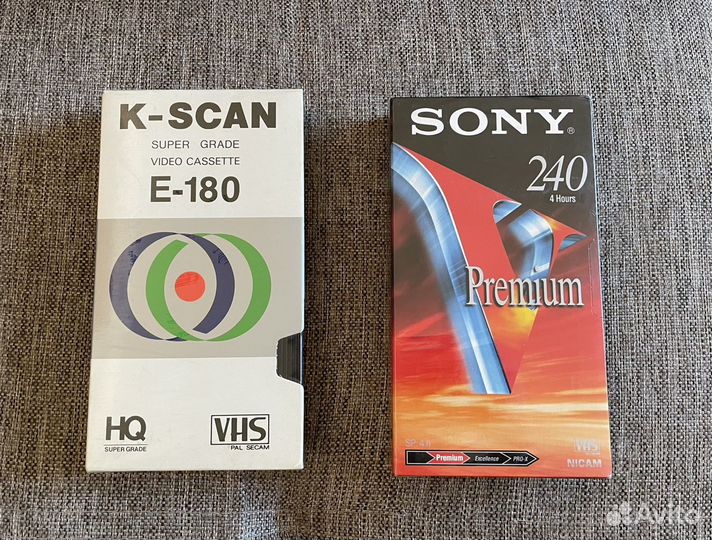 K-SCAN
SUPER GRADE
VIDEO CASSETTE
E-180
HQ
SUPER GRADE
VHS
PAL SECAM
SONY®
240
4 Hours
Premium
SP 4 h
Premium Excellence PRO-X
VHS
NICAM
Avito